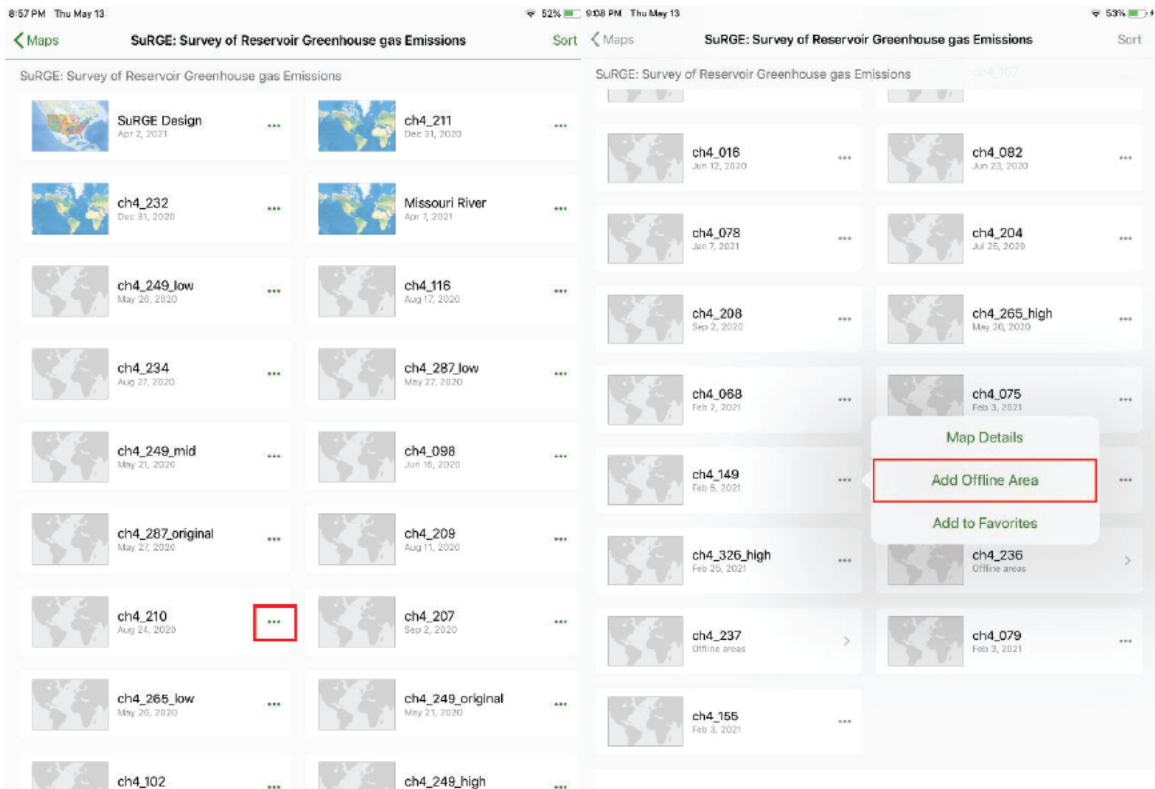 8:57 PM Thu May 13
52%
Maps
SuRGE: Survey of Reservoir Greenhouse gas Emissions
Sort
SuRGE: Survey of Reservoir Greenhouse gas Emissions
SuRGE Design
Apr 2, 2021
ch4_211
Dec 31, 2020
ch4_232
Dec 31, 2020
Missouri River
Apr 7, 2021
ch4_249_low
May 26, 2020
ch4_116
Aug 17, 2020
ch4_234
Aug 27, 2020
ch4_287_low
May 27, 2020
ch4_249_mid
May 21, 2020
ch4_098
Jun 16, 2020
ch4_287_original
May 27, 2020
ch4_209
Aug 11, 2020
ch4_210
Aug 24, 2020
ch4_207
Sep 2, 2020
ch4_265_low
May 26, 2020
ch4_249_original
May 21, 2020
ch4_102
ch4_249_high
9:08 PM Thu May 13
53%
Maps
SuRGE: Survey of Reservoir Greenhouse gas Emissions
Sort
SuRGE: Survey of Reservoir Greenhouse gas Emissions
ch4_016
Jun 12, 2020
ch4_082
Jun 23, 2020
ch4_078
Jan 7, 2021
ch4_204
Jul 25, 2020
ch4_208
Sep 2, 2020
ch4_265_high
May 26, 2020
ch4_068
Feb 2, 2021
ch4_075
Feb 3, 2021
Map Details
ch4_149
Feb 5, 2021
Add Offline Area
Add to Favorites
ch4_326_high
Feb 25, 2021
ch4_236
Offline areas
ch4_237
Offline areas
ch4_079
Feb 3, 2021
ch4_155
Feb 3, 2021